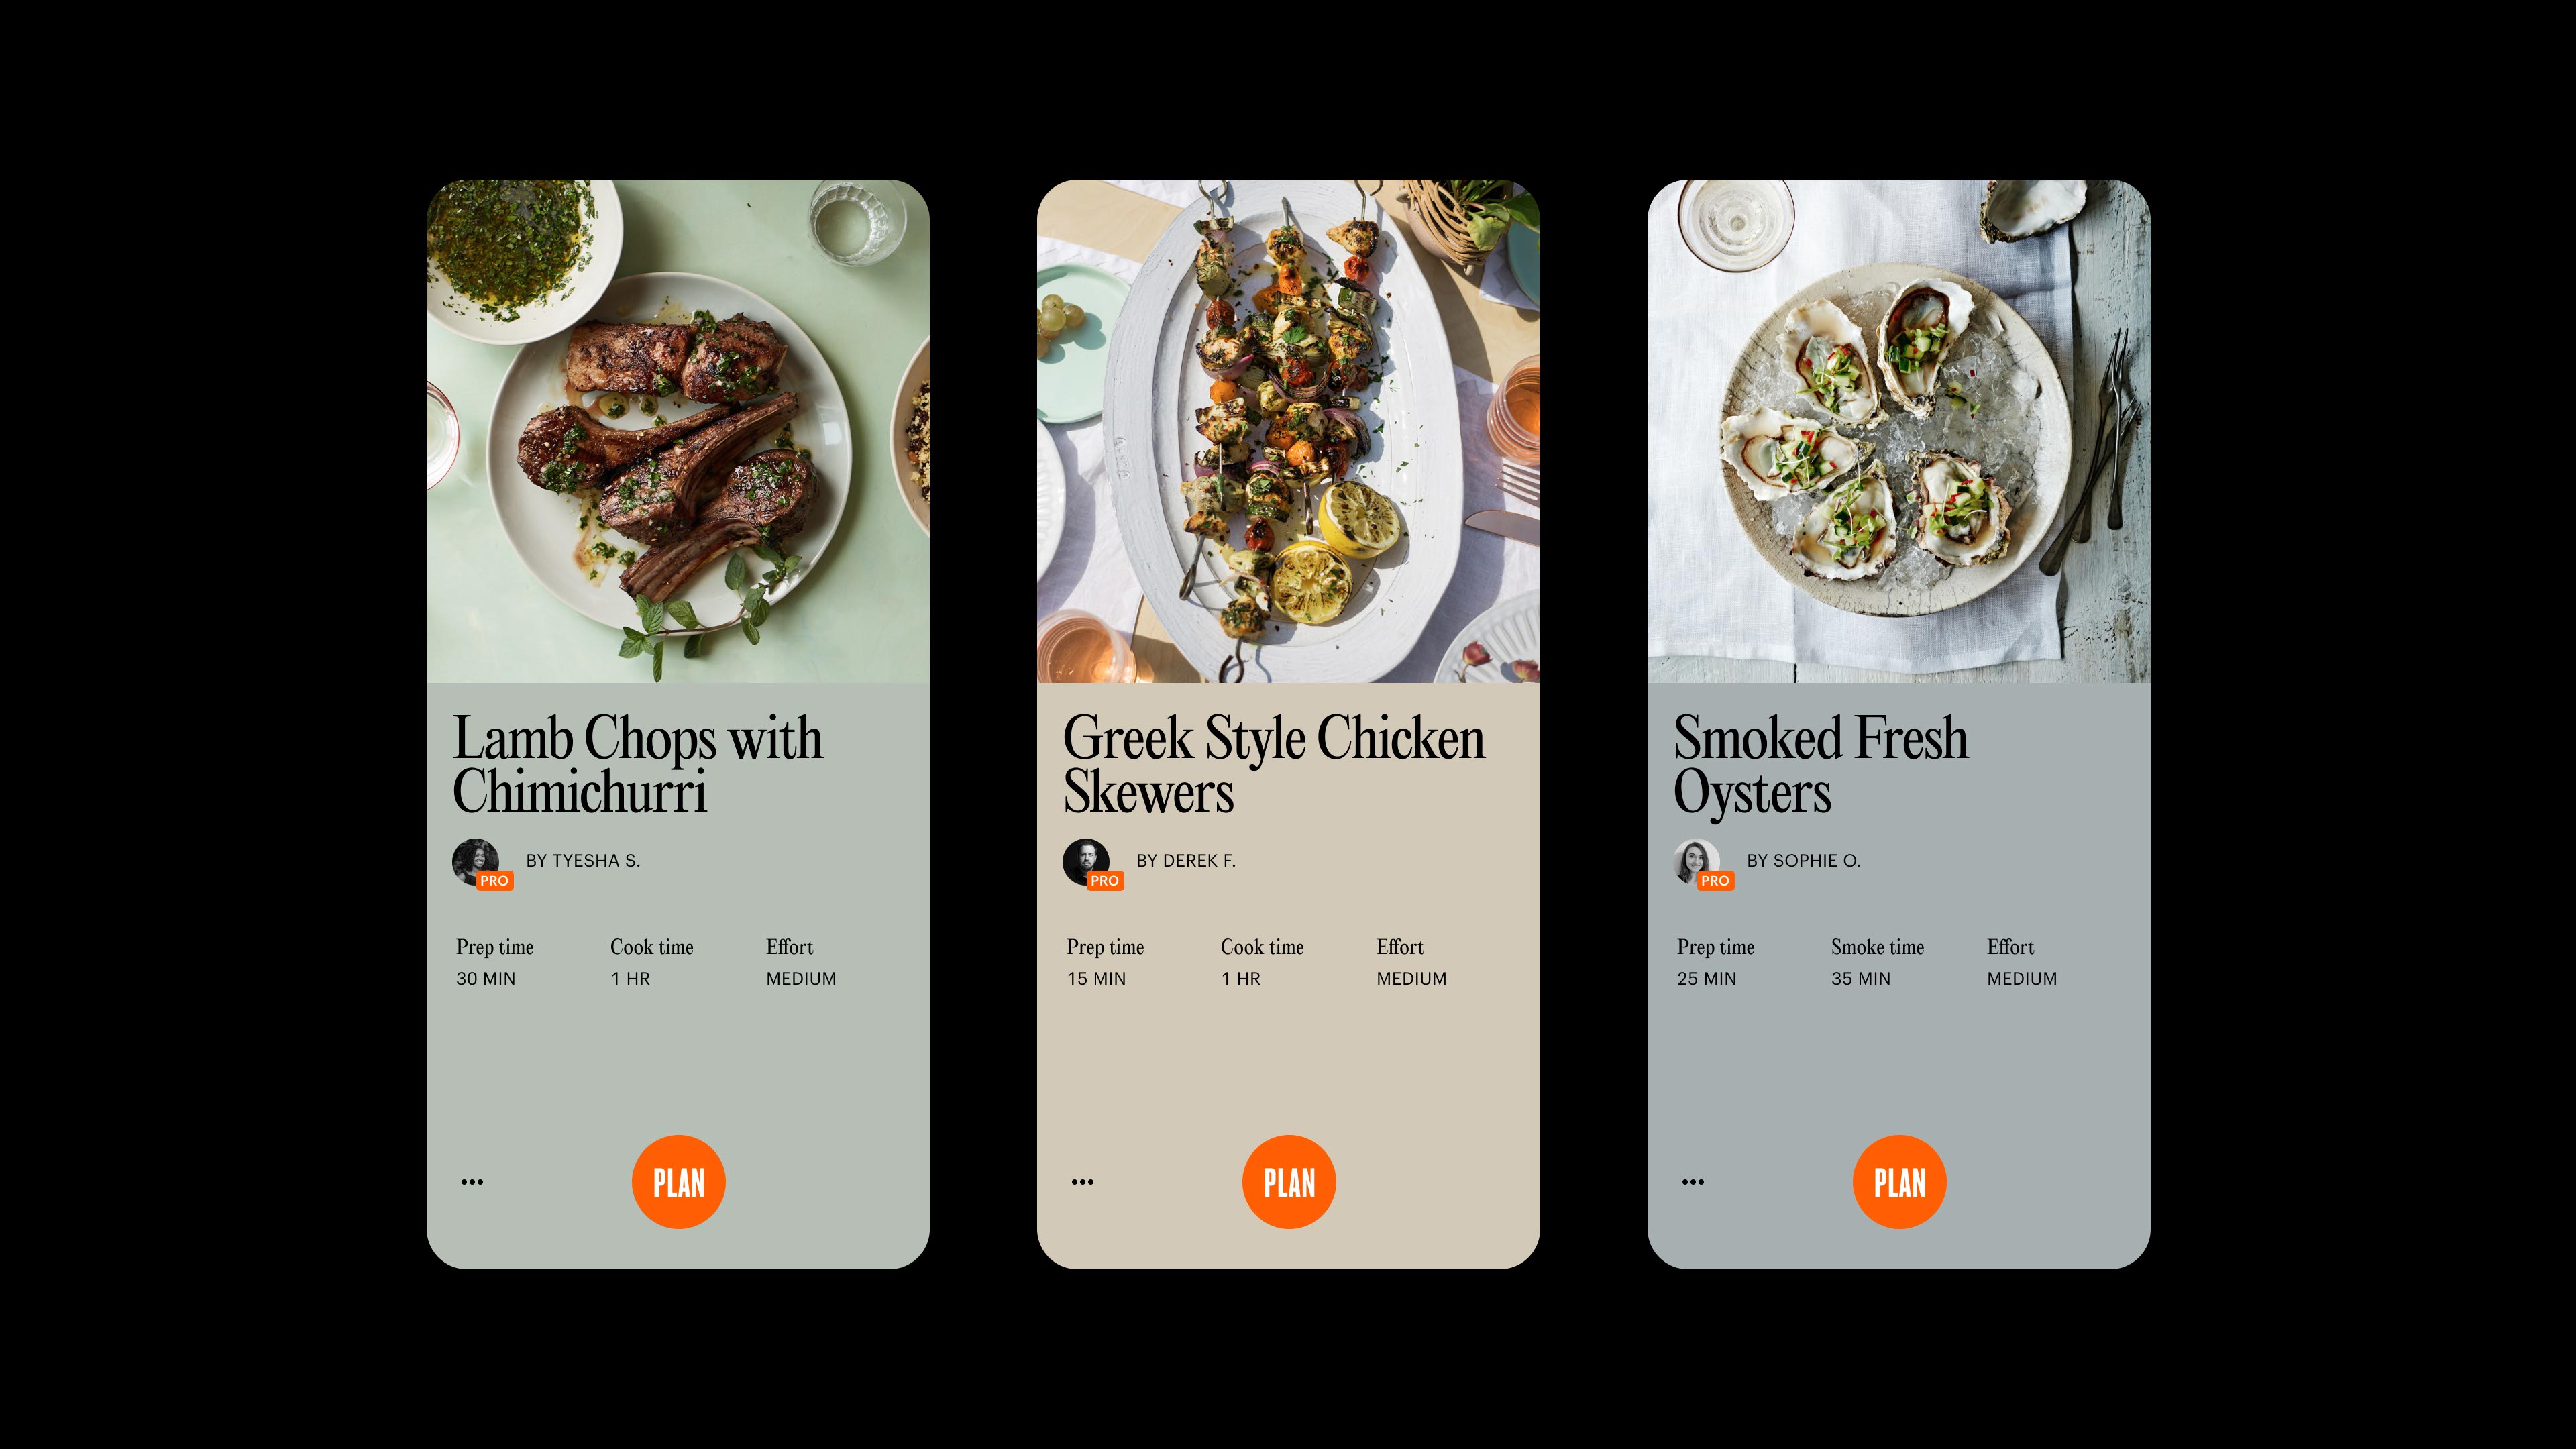 Lamb Chops with
Chimichurri
PRO
BY TYESHA S.
Prep time
Cook time
Effort
30 MIN
1 HR
MEDIUM
PLAN
Greek Style Chicken
Skewers
PRO
BY DEREK F.
Prep time
Cook time
Effort
15 MIN
1 HR
MEDIUM
PLAN
Smoked Fresh
Oysters
PRO
BY SOPHIE O.
Prep time
Smoke time
Effort
25 MIN
35 MIN
MEDIUM
PLAN